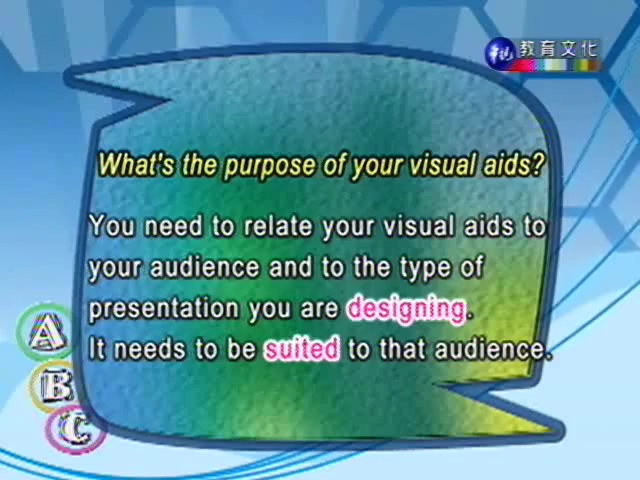 華視 教育文化
What's the purpose of your visual aids?
You need to relate your visual aids to
your audience and to the type of
presentation you are designing.
It needs to be suited to that audience.
A
B
C